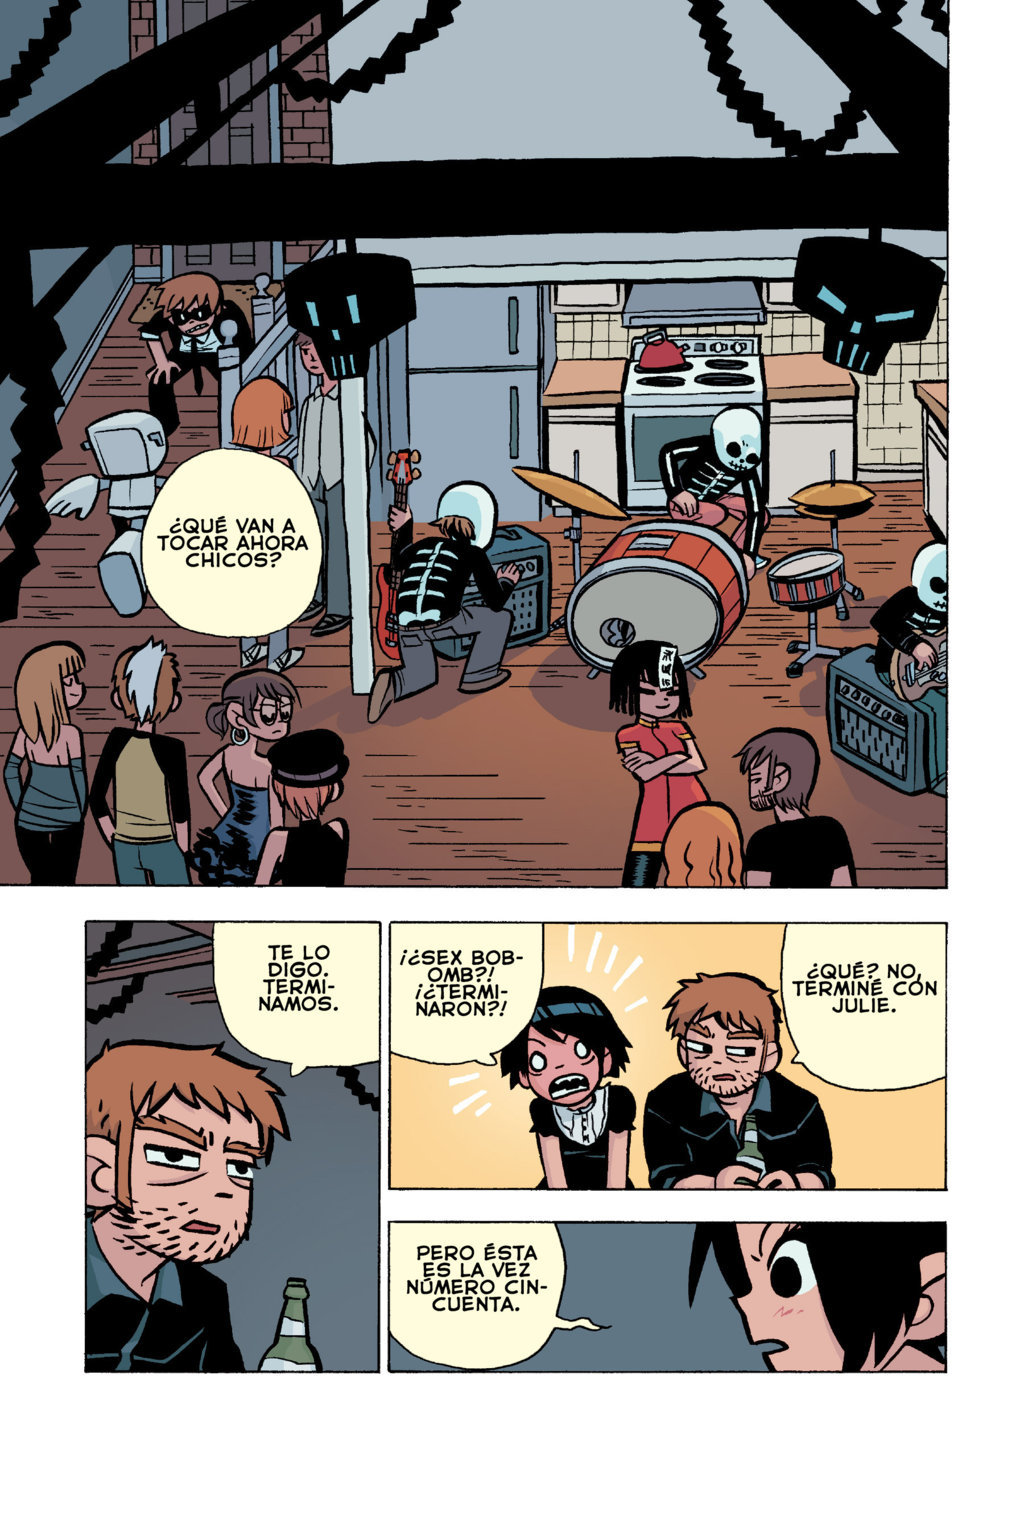 ¿QUÉ VAN A
TOCAR AHORA
CHICOS?
TE LO
DIGO.
TERMI-
NAMOS.
¡¿SEX BOB-
OMB?!
¡¿TERMI-
NARON?!
¿QUÉ? NO,
TERMINÉ CON
JULIE.
PERO ÉSTA
ES LA VEZ
NÚMERO CIN-
CUENTA.